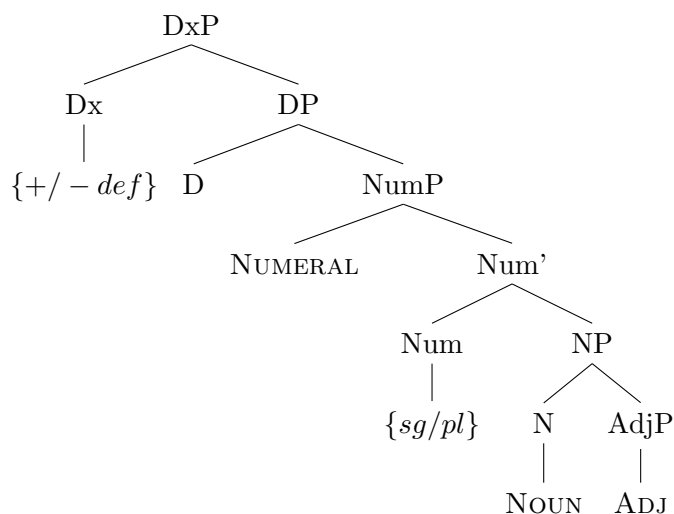 DxP
Dx DP
{+/− def} D NumP
NUMERAL Num'
Num NP
{sg/pl} N AdjP
NOUN ADJ